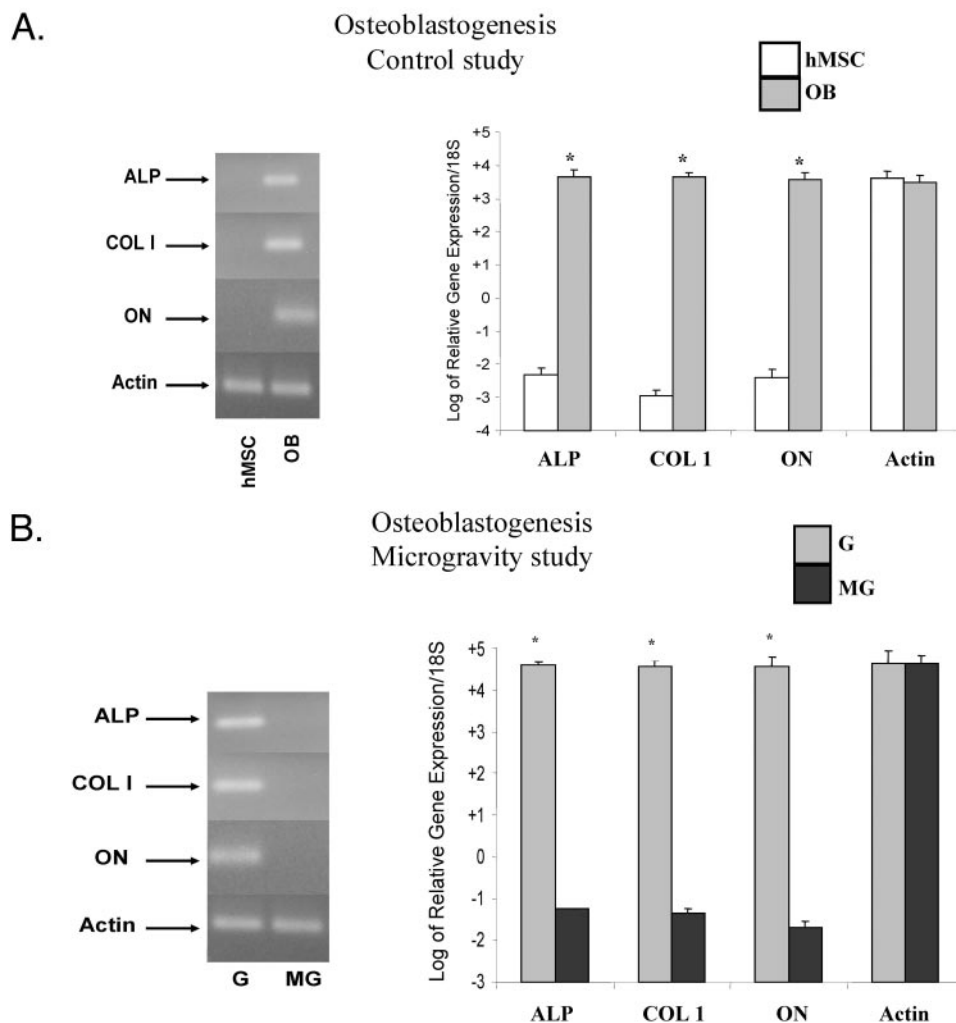 A.
Osteoblastogenesis
Control study
hMSC
OB
ALP
COL I
ON
Actin
hMSC
OB
Log of Relative Gene Expression/18S
+5
+4
+3
+2
+1
0
-1
-2
-3
-4
*
*
*
ALP COL 1 ON Actin
B.
Osteoblastogenesis
Microgravity study
G
MG
ALP
COL I
ON
Actin
G MG
Log of Relative Gene Expression/18S
+5
+4
+3
+2
+1
0
-1
-2
-3
*
*
*
ALP COL 1 ON Actin